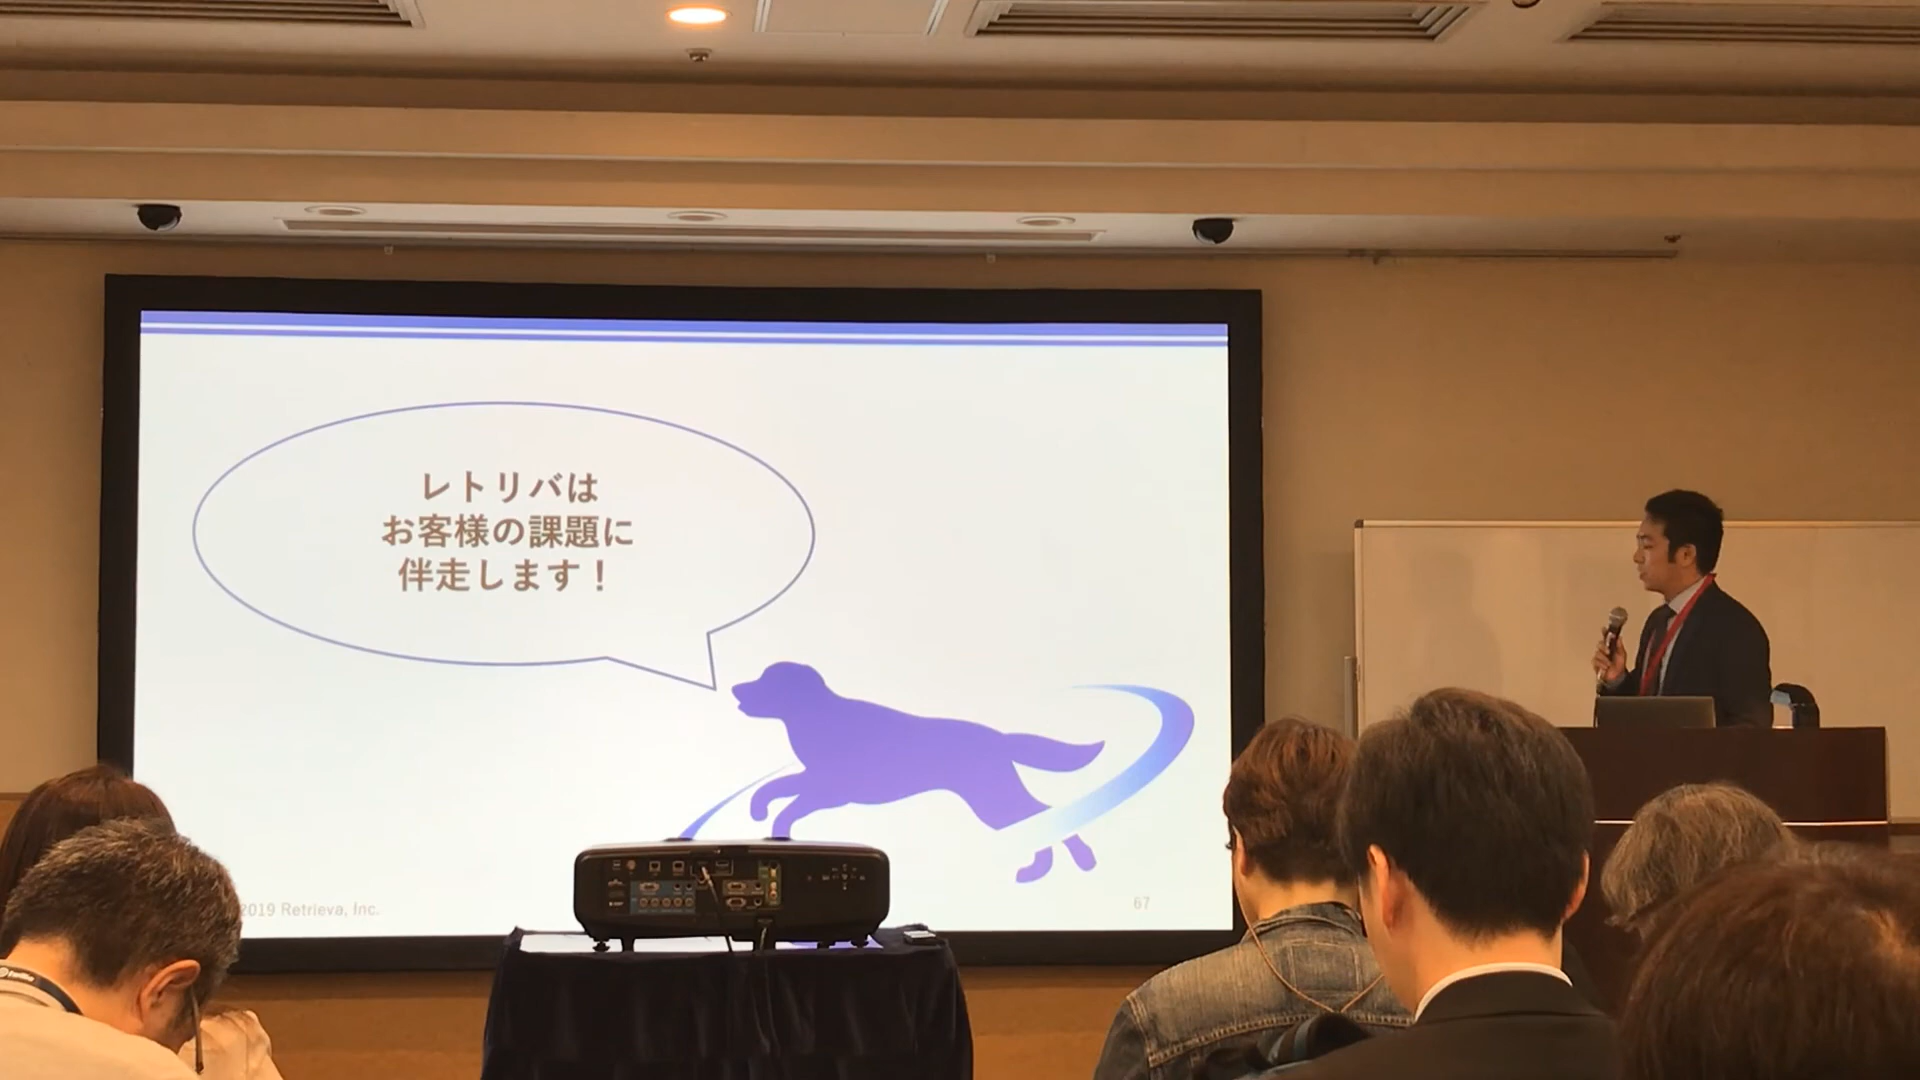 レトリバは
お客様の課題に
伴走します！
2019 Retrieva, Inc.
67
twilio